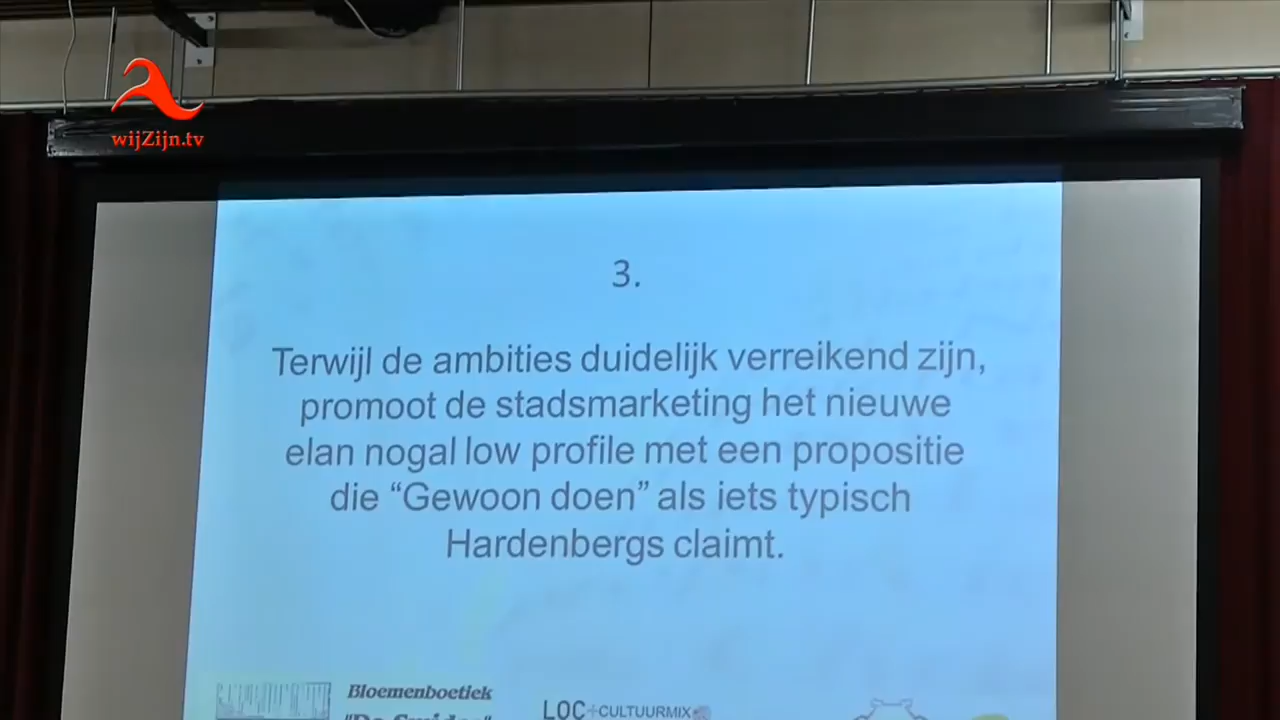 wijZijn.tv
3.
Terwijl de ambities duidelijk verreikend zijn,
promoot de stadsmarketing het nieuwe
elan nogal low profile met een propositie
die “Gewoon doen” als iets typisch
Hardenbergs claimt.
Bloemenboetiek
LOC+CULTUURMIX